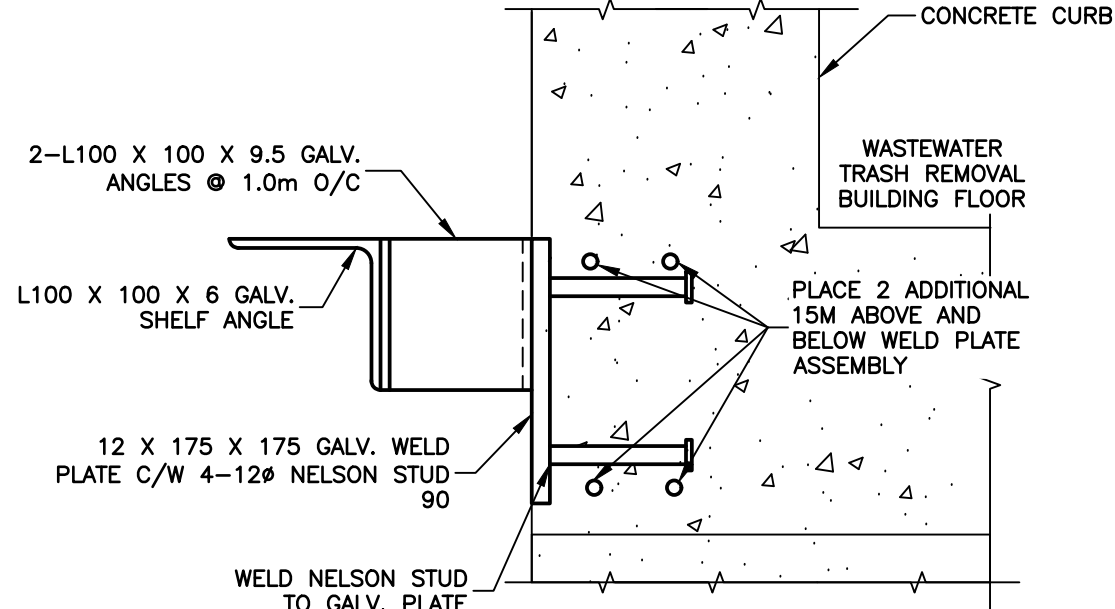 CONCRETE CURB
2-L100 X 100 X 9.5 GALV.
ANGLES @ 1.0m O/C
WASTEWATER
TRASH REMOVAL
BUILDING FLOOR
L100 X 100 X 6 GALV.
SHELF ANGLE
PLACE 2 ADDITIONAL
15M ABOVE AND
BELOW WELD PLATE
ASSEMBLY
12 X 175 X 175 GALV. WELD
PLATE C/W 4-12ø NELSON STUD
90
WELD NELSON STUD
TO GALV. PLATE